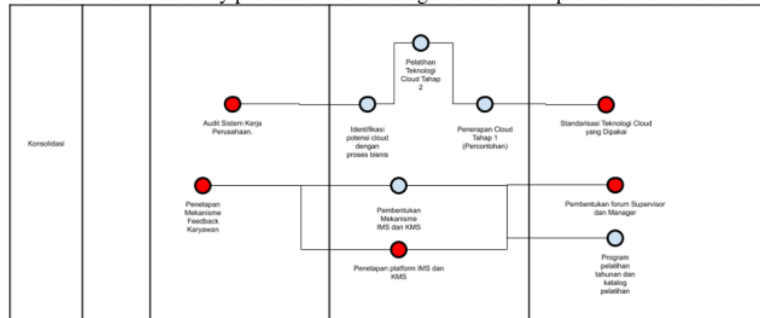 Pelatihan
Teknologi
Cloud Tahap
2
Audit Sistem Kerja
Perusahaan.
Identifikasi
potensi cloud
dengan
proses bisnis
Penerapan Cloud
Tahap 1
(Percontohan)
Standarisasi Teknologi Cloud
yang Dipakai
Konsolidasi
Penetapan
Mekanisme
Feedback
Karyawan
Pembentukan
Mekanisme
IMS dan KMS
Pembentukan forum Supervisor
dan Manager
Penetapan platform IMS dan
KMS
Program
pelatihan
tahunan dan
katalog
pelatihan